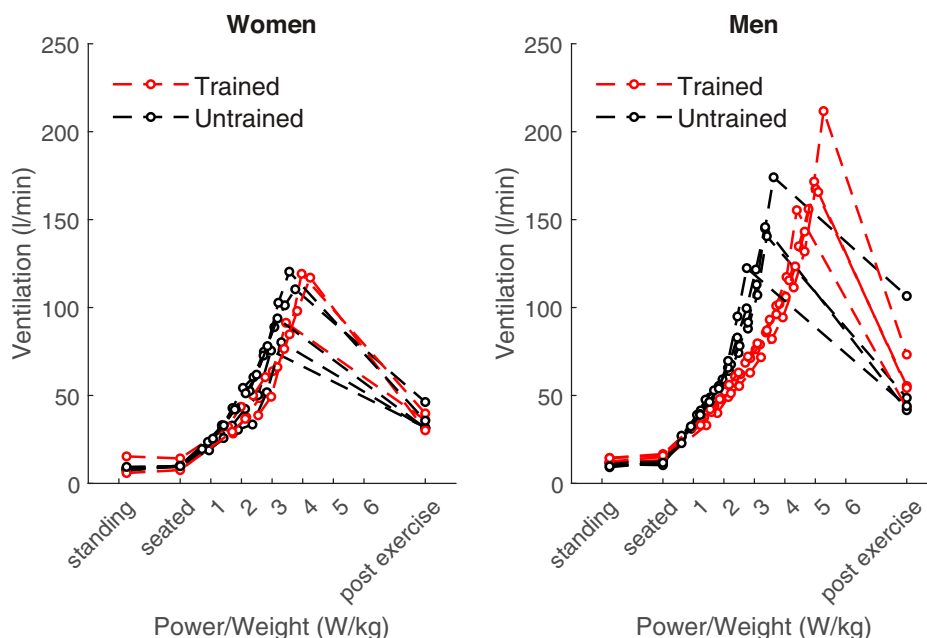 Women
250
200
150
100
50
0
Ventilation (l/min)
Trained
Untrained
standing
seated
1
2
3
4
5
6
post exercise
Power/Weight (W/kg)
Men
250
200
150
100
50
0
Ventilation (l/min)
Trained
Untrained
standing
seated
1
2
3
4
5
6
post exercise
Power/Weight (W/kg)